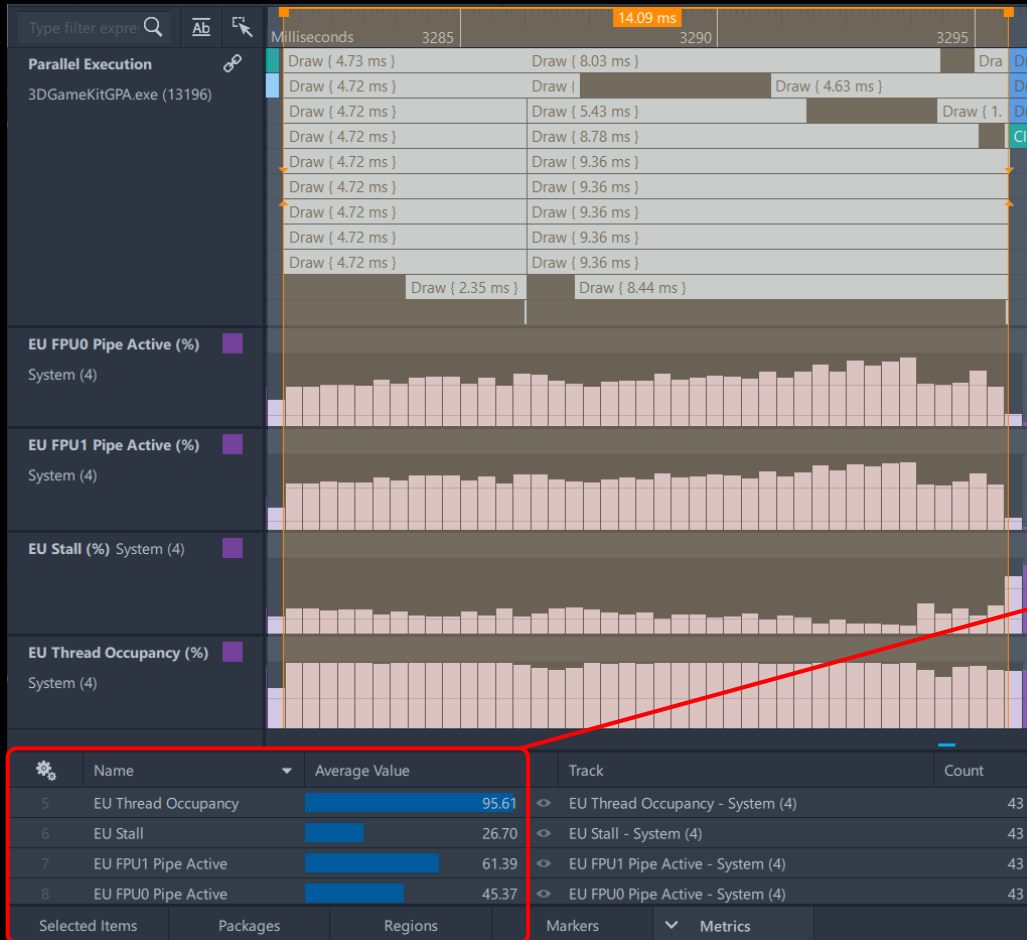 Type filter expre:
Ab
14.09 ms
Milliseconds 3285 3290 3295
Parallel Execution
3DGameKitGPA.exe (13196)
Draw { 4.73 ms } Draw { 8.03 ms } Dra
Draw { 4.72 ms } Draw { Draw { 4.63 ms }
Draw { 4.72 ms } Draw { 5.43 ms } Draw { 1.
Draw { 4.72 ms } Draw { 8.78 ms } Cl
Draw { 4.72 ms } Draw { 9.36 ms }
Draw { 4.72 ms } Draw { 9.36 ms }
Draw { 4.72 ms } Draw { 9.36 ms }
Draw { 4.72 ms } Draw { 9.36 ms }
Draw { 4.72 ms } Draw { 9.36 ms }
Draw { 2.35 ms } Draw { 8.44 ms }
EU FPU0 Pipe Active (%)
System (4)
EU FPU1 Pipe Active (%)
System (4)
EU Stall (%) System (4)
EU Thread Occupancy (%)
System (4)
Name Average Value Track Count
5 EU Thread Occupancy 95.61 EU Thread Occupancy - System (4) 43
6 EU Stall 26.70 EU Stall - System (4) 43
7 EU FPU1 Pipe Active 61.39 EU FPU1 Pipe Active - System (4) 43
8 EU FPU0 Pipe Active 45.37 EU FPU0 Pipe Active - System (4) 43
Selected Items Packages Regions Markers Metrics